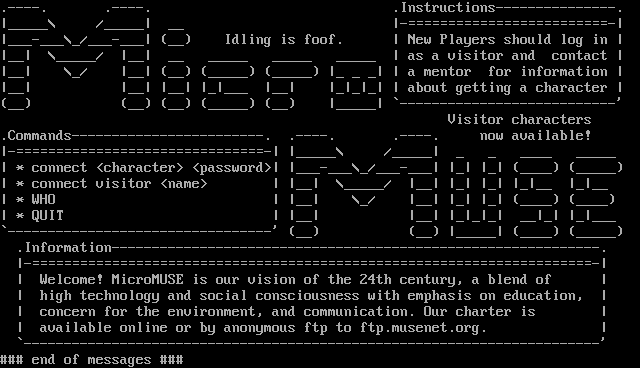 Instructions
Idling is foof.
New Players should log in
as a visitor and contact
a mentor for information
about getting a character
Micro
Visitor characters
now available!
Commands
* connect <character> <password>
* connect visitor <name>
* WHO
* QUIT
MUSE
Information
Welcome! MicroMUSE is our vision of the 24th century, a blend of
high technology and social consciousness with emphasis on education,
concern for the environment, and communication. Our charter is
available online or by anonymous ftp to ftp.musenet.org.
### end of messages ###